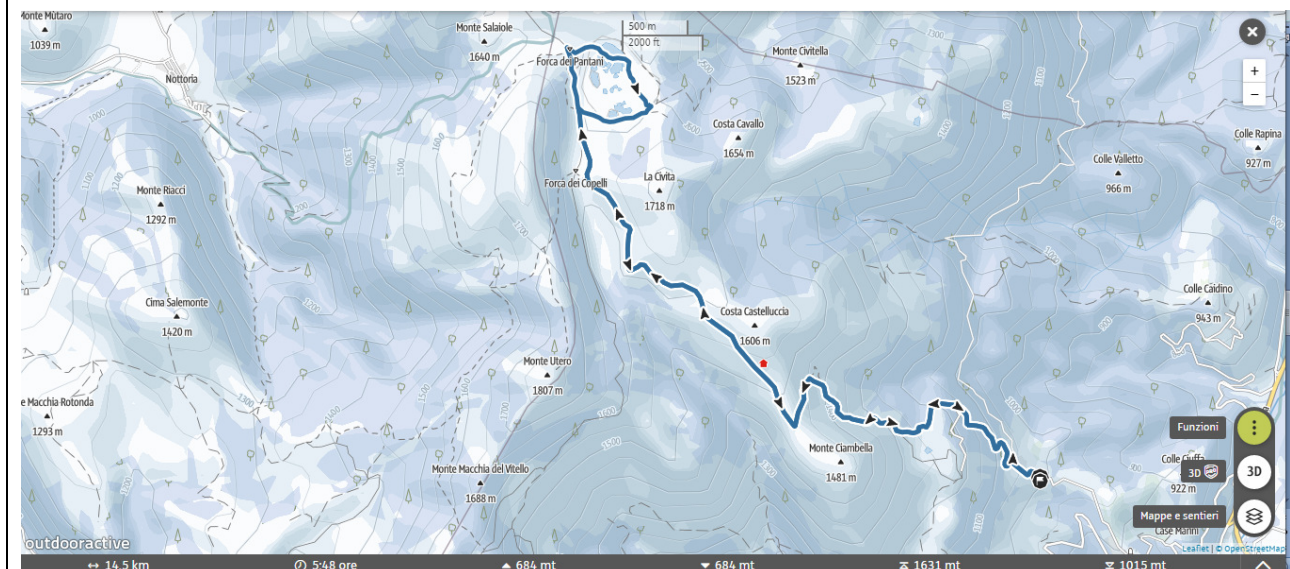 Monte Mùtaro
1039 m
Nottoria
Monte Salaiole
1640 m
500 m
2000 ft
Forca dei Pantani
Monte Civitella
1523 m
+
−
Costa Cavallo
1654 m
Colle Rapina
927 m
Colle Valletto
966 m
Monte Riacci
1292 m
Forca dei Copelli
La Civita
1718 m
Cima Salemonte
1420 m
Costa Castelluccia
1606 m
Colle Caidino
943 m
Monte Utero
1807 m
e Macchia Rotonda
1293 m
Monte Macchia del Vitello
1688 m
Monte Ciambella
1481 m
Funzioni
Colle Ciuffa
922 m
3D
3D
Mappe e sentieri
Case Marini
outdooractive
Leaflet | © OpenStreetMap
14.5 km 5:48 ore 684 mt 684 mt 1631 mt 1015 mt